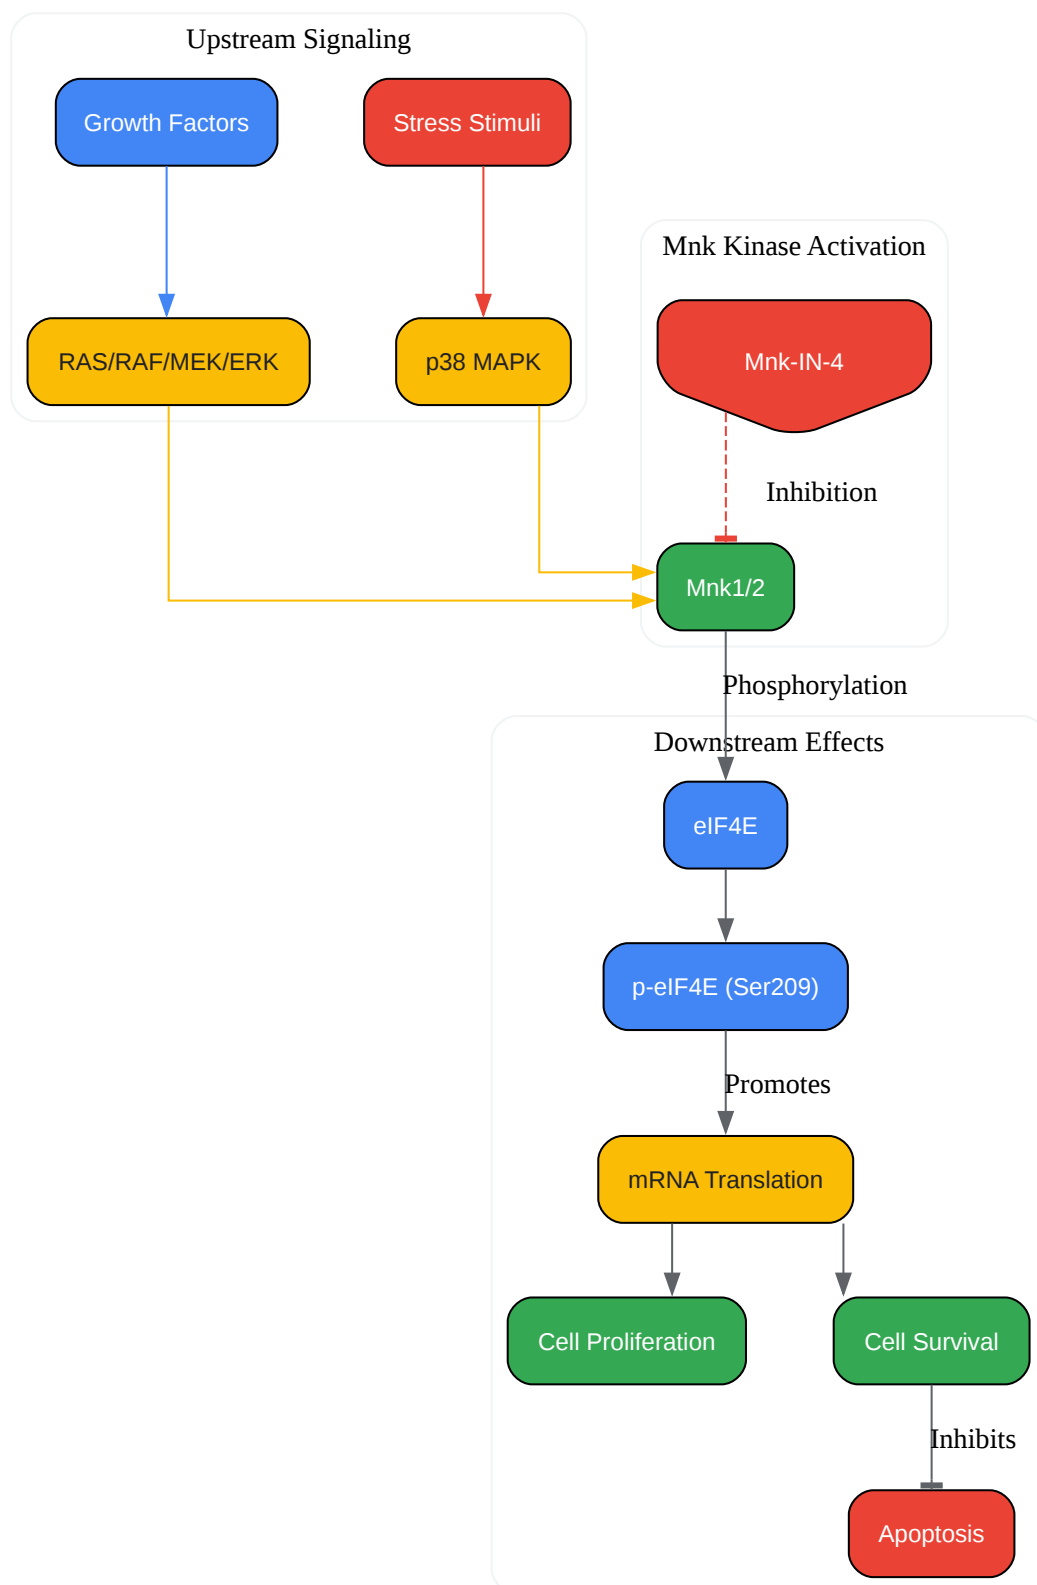 Upstream Signaling
Growth Factors
Stress Stimuli
Mnk Kinase Activation
RAS/RAF/MEK/ERK
p38 MAPK
Mnk-IN-4
Inhibition
Mnk1/2
Phosphorylation
Downstream Effects
eIF4E
p-eIF4E (Ser209)
Promotes
mRNA Translation
Cell Proliferation
Cell Survival
Inhibits
Apoptosis